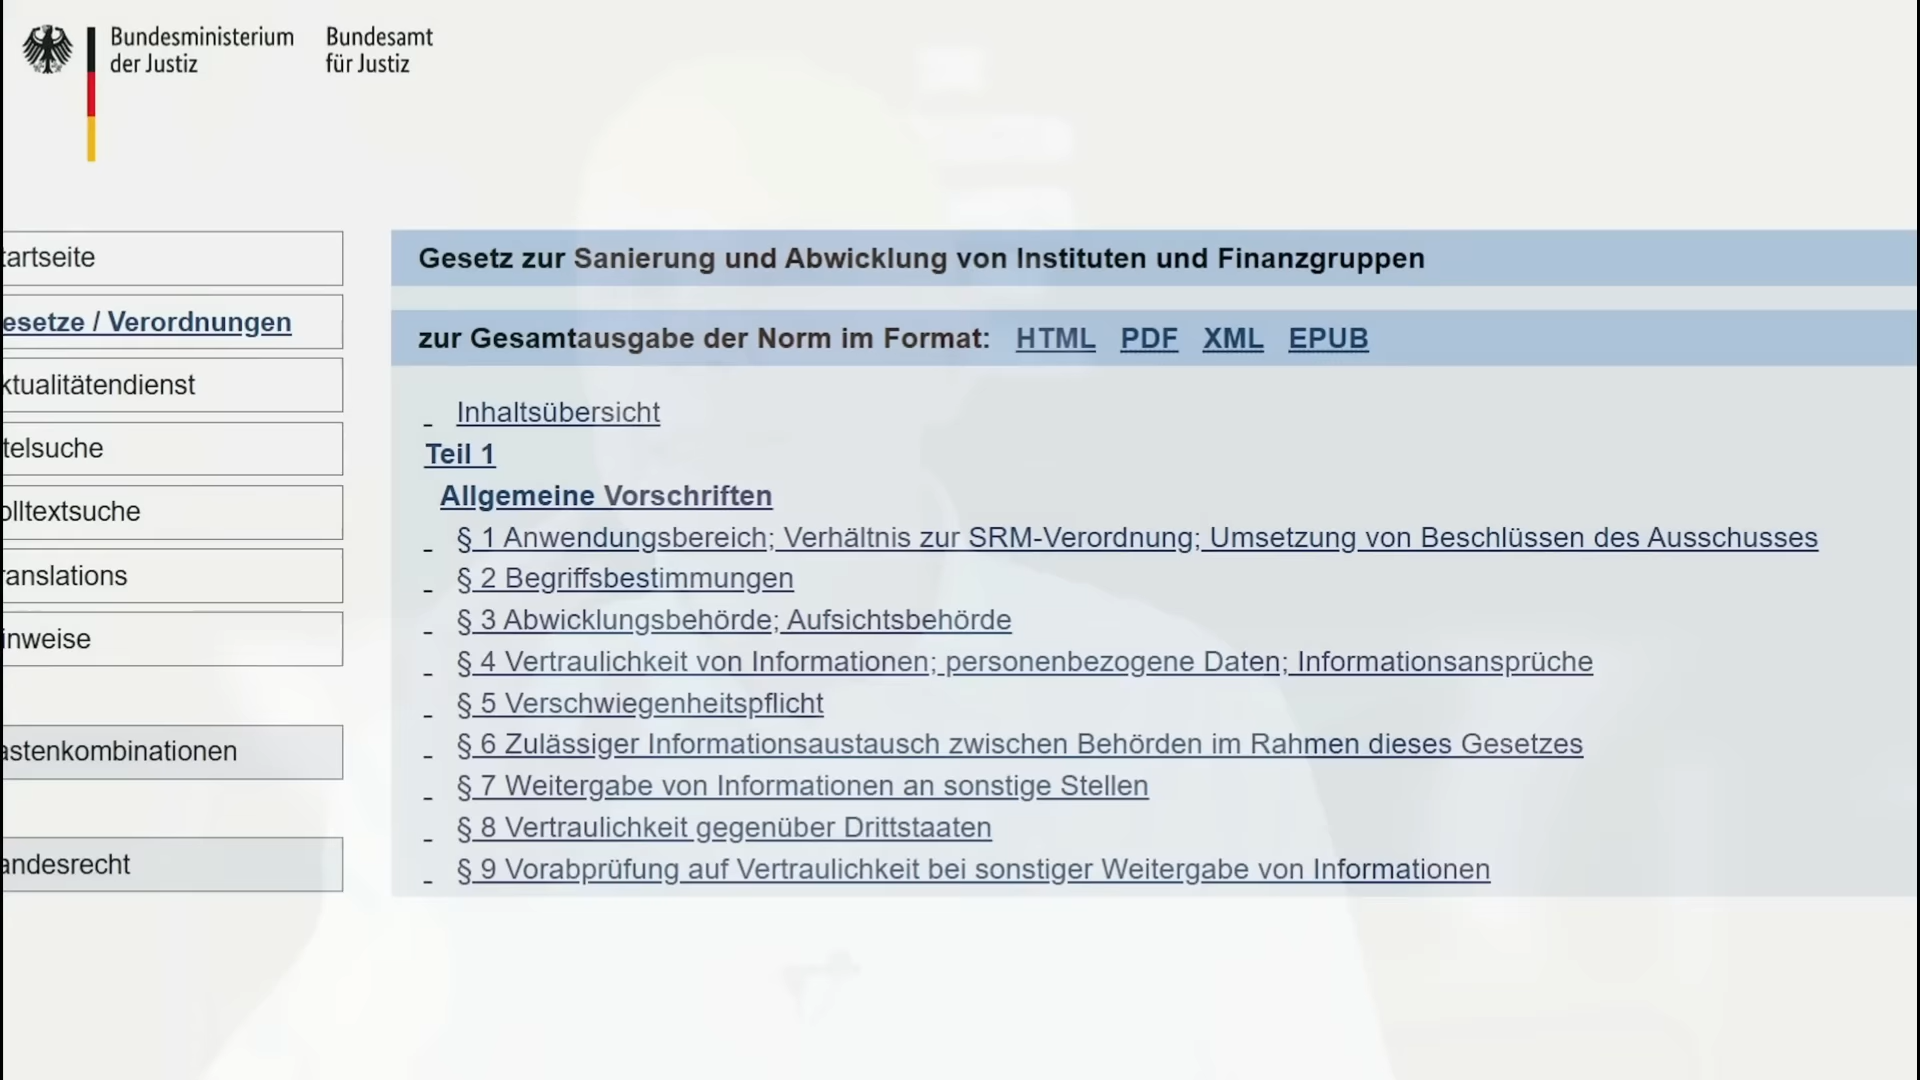 Bundesministerium der Justiz
Bundesamt für Justiz
tartseite
esetze / Verordnungen
ktualitätendienst
telsuche
olltextsuche
ranslations
inweise
astenkombinationen
andesrecht
Gesetz zur Sanierung und Abwicklung von Instituten und Finanzgruppen
zur Gesamtausgabe der Norm im Format: HTML PDF XML EPUB
Inhaltsübersicht
Teil 1
Allgemeine Vorschriften
§ 1 Anwendungsbereich; Verhältnis zur SRM-Verordnung; Umsetzung von Beschlüssen des Ausschusses
§ 2 Begriffsbestimmungen
§ 3 Abwicklungsbehörde; Aufsichtsbehörde
§ 4 Vertraulichkeit von Informationen; personenbezogene Daten; Informationsansprüche
§ 5 Verschwiegenheitspflicht
§ 6 Zulässiger Informationsaustausch zwischen Behörden im Rahmen dieses Gesetzes
§ 7 Weitergabe von Informationen an sonstige Stellen
§ 8 Vertraulichkeit gegenüber Drittstaaten
§ 9 Vorabprüfung auf Vertraulichkeit bei sonstiger Weitergabe von Informationen